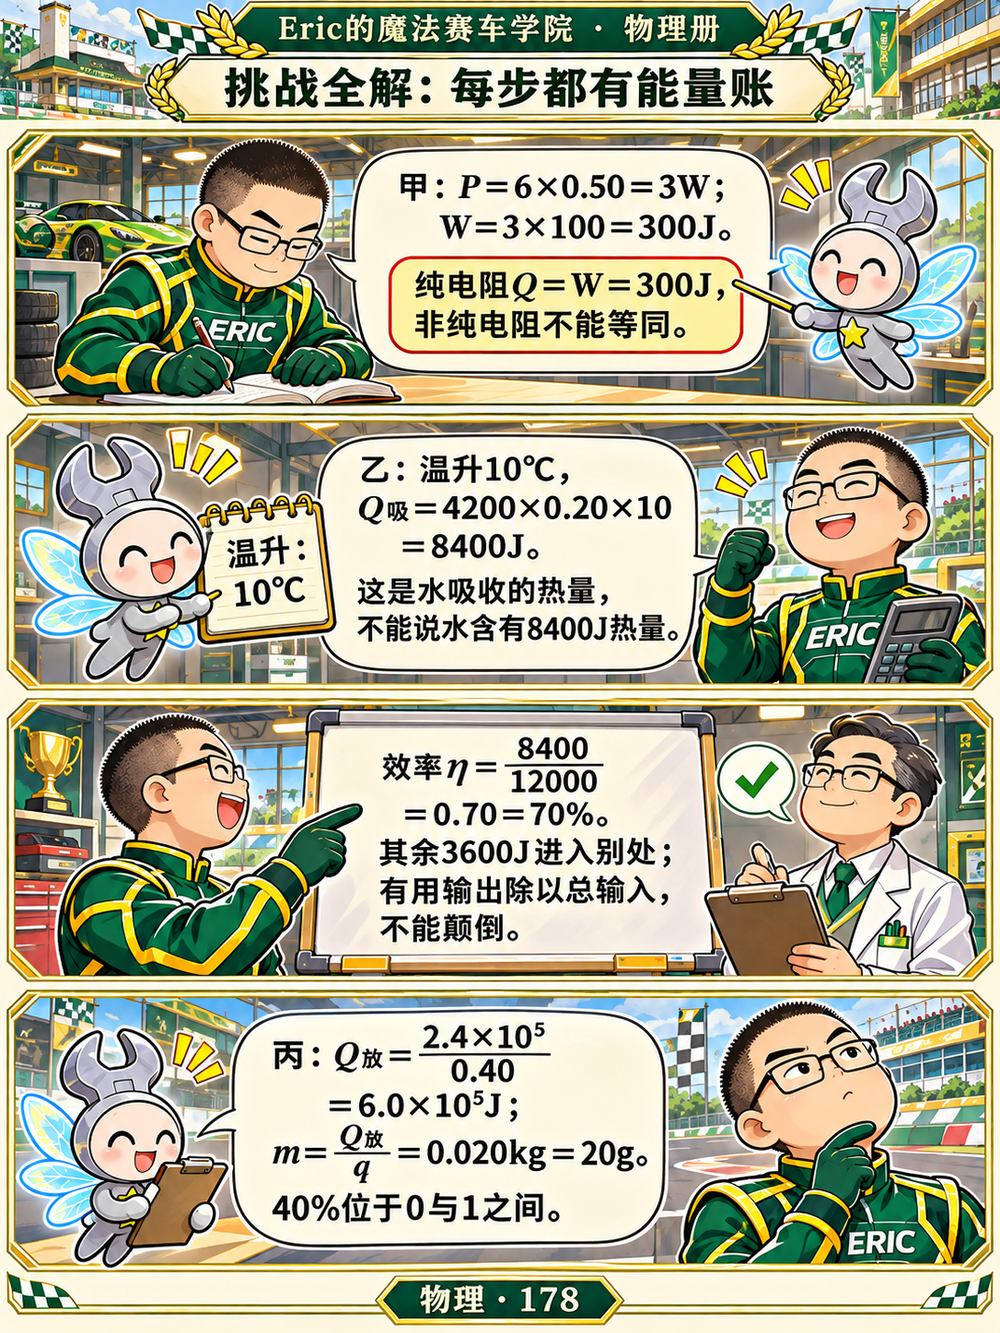 Eric的魔法赛车学院 · 物理册
挑战全解：每步都有能量账
甲：P＝6×0.50＝3W；
W＝3×100＝300J。
纯电阻Q＝W＝300J，
非纯电阻不能等同。
ERIC
温升：
10℃
乙：温升10℃，
Q吸＝4200×0.20×10
＝8400J。
这是水吸收的热量，
不能说水含有8400J热量。
ERIC
效率η＝8400/12000
＝0.70＝70%。
其余3600J进入别处；
有用输出除以总输入，
不能颠倒。
丙：Q放＝2.4×10⁵/0.40
＝6.0×10⁵J；
m＝Q放/q＝0.020kg＝20g。
40%位于0与1之间。
ERIC
物理 · 178